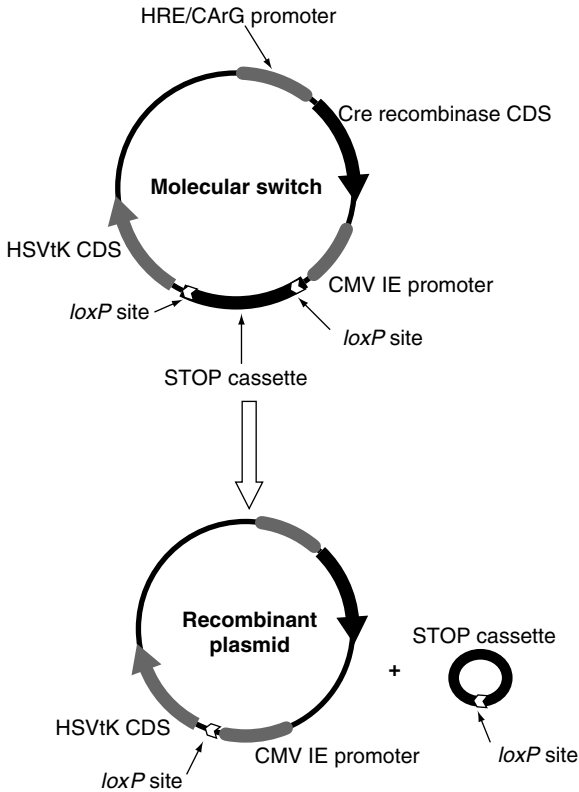 HRE/CArG promoter
Cre recombinase CDS
Molecular switch
HSVtK CDS
CMV IE promoter
loxP site
loxP site
STOP cassette
Recombinant
plasmid
STOP cassette
+
HSVtK CDS
CMV IE promoter
loxP site
loxP site